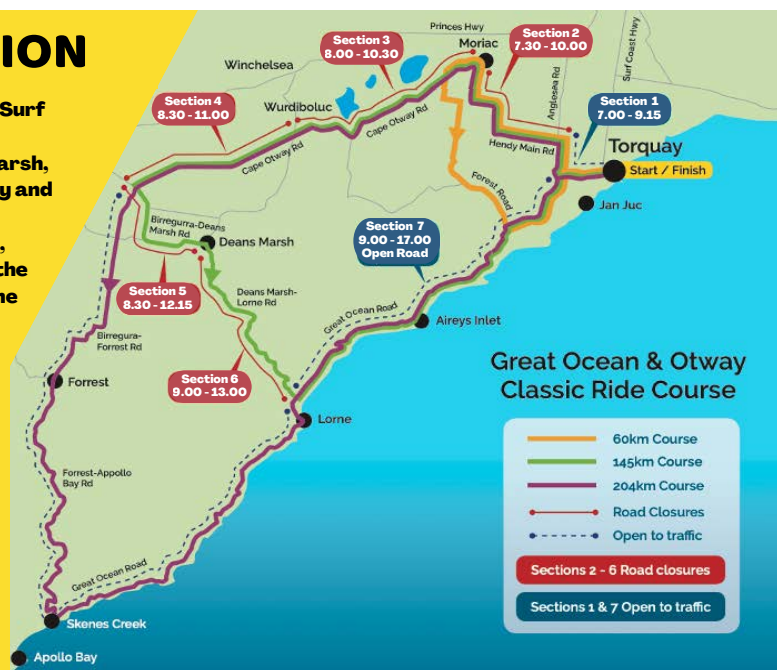 ION
Surf
arsh,
y and
,
the
ne
Princes Hwy
Section 3
8.00 - 10.30
Section 2
7.30 - 10.00
Moriac
Winchelsea
Anglesea Rd
Surf Coast Hwy
Section 4
8.30 - 11.00
Wurdiboluc
Section 1
7.00 - 9.15
Cape Otway Rd
Cape Otway Rd
Hendy Main Rd
Torquay
Start / Finish
Forest Road
Jan Juc
Birregurra-Deans
Marsh Rd
Deans Marsh
Section 7
9.00 - 17.00
Open Road
Section 5
8.30 - 12.15
Deans Marsh-
Lorne Rd
Great Ocean Road
Aireys Inlet
Birregura-
Forrest Rd
Forrest
Section 6
9.00 - 13.00
Lorne
Great Ocean & Otway
Classic Ride Course
60km Course
145km Course
204km Course
Road Closures
Open to traffic
Sections 2 - 6 Road closures
Sections 1 & 7 Open to traffic
Forrest-Appollo
Bay Rd
Great Ocean Road
Skenes Creek
Apollo Bay